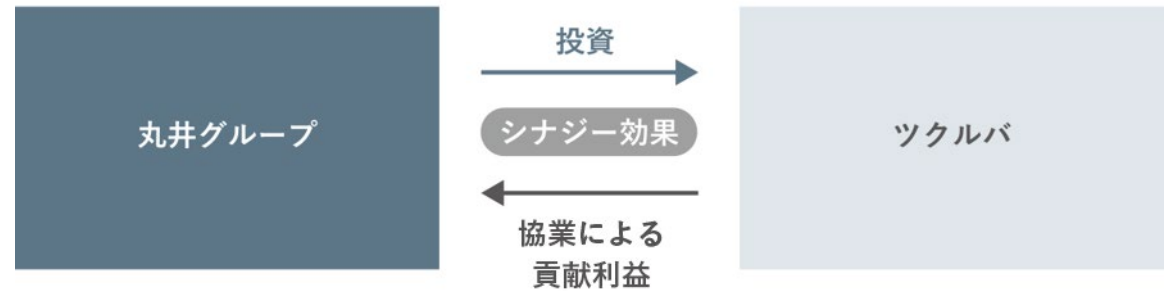 丸井グループ
投資
シナジー効果
協業による
貢献利益
ツクルバ